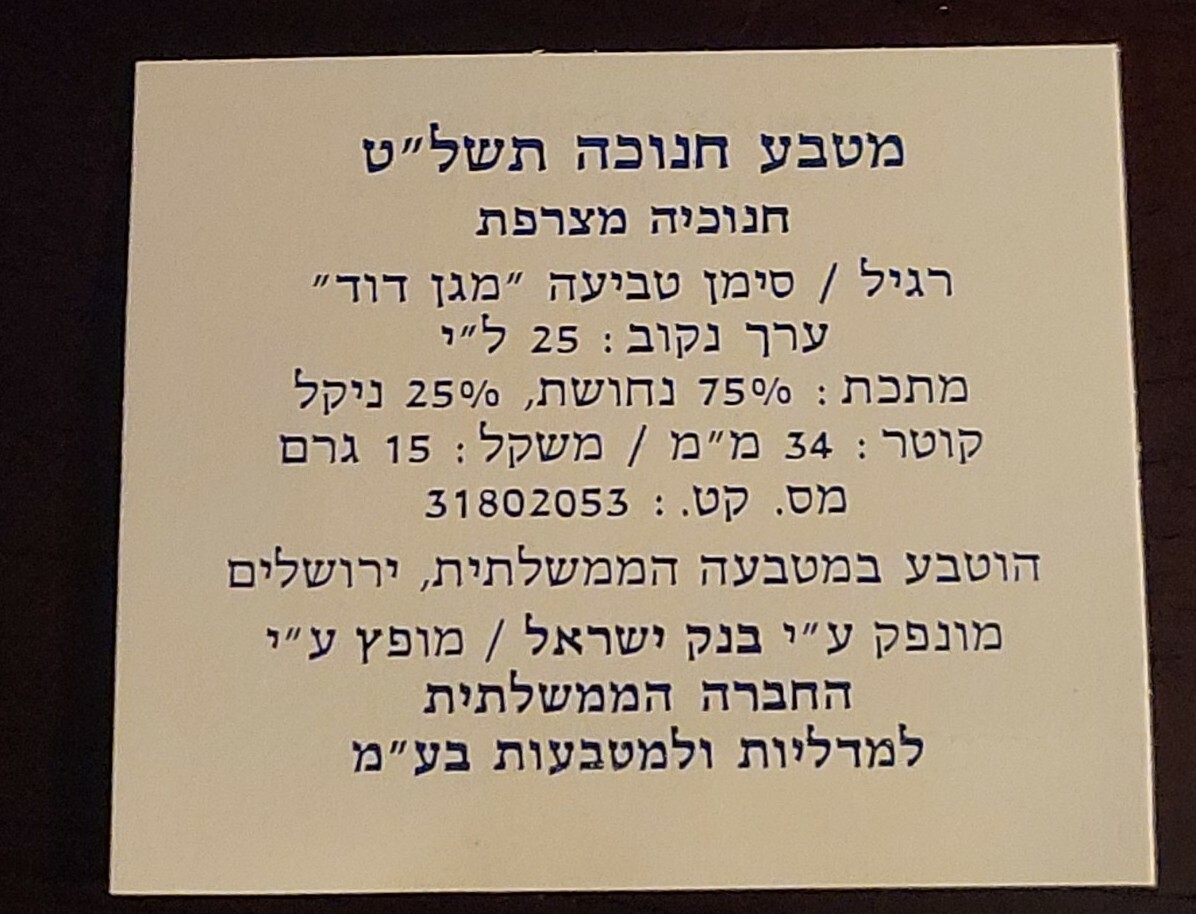 מטבע חנוכה תשל״ט
חנוכיה מצרפת
רגיל / סימן טביעה ״מגן דוד״
ערך נקוב: 25 ל״י
מתכת: 75% נחושת, 25% ניקל
קוטר: 34 מ״מ / משקל: 15 גרם
מס. קט.: 31802053
הוטבע במטבעה הממשלתית, ירושלים
מונפק ע״י בנק ישראל / מופץ ע״י
החברה הממשלתית
למדליות ולמטבעות בע״מ